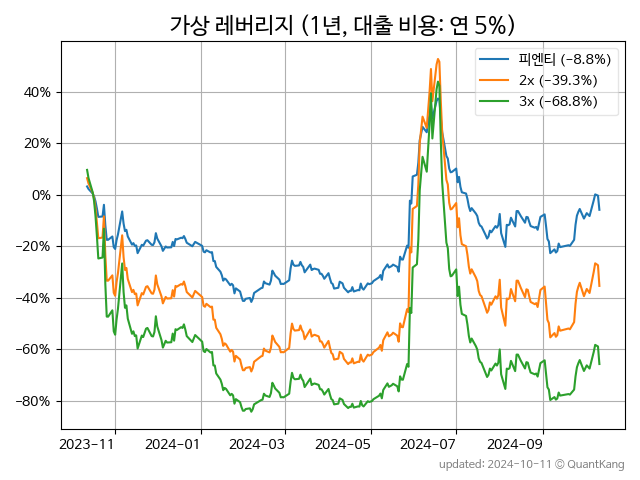 가상 레버리지 (1년, 대출 비용: 연 5%)
피엔티 (−8.8%)
2x (−39.3%)
3x (−68.8%)
40%
20%
0%
−20%
−40%
−60%
−80%
2023-11
2024-01
2024-03
2024-05
2024-07
2024-09
updated: 2024-10-11 © QuantKang